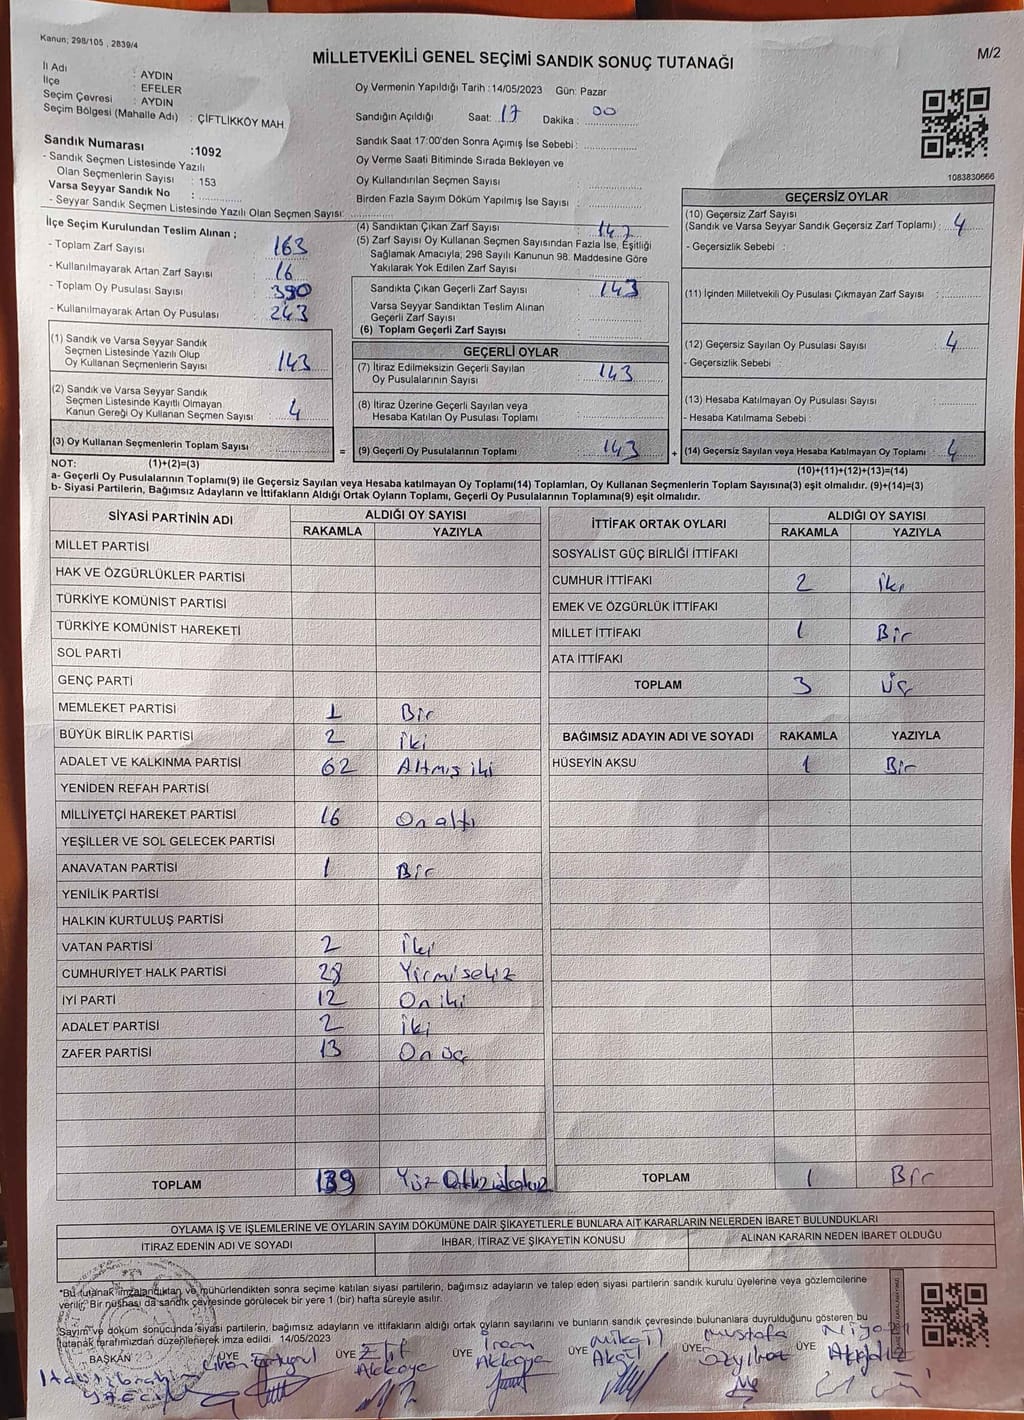 Kanun; 298/105 , 2839/4
MİLLETVEKİLİ GENEL SEÇİMİ SANDIK SONUÇ TUTANAĞI
M/2
İl Adı : AYDIN
İlçe : EFELER
Seçim Çevresi : AYDIN
Seçim Bölgesi (Mahalle Adı) : ÇİFTLİKKÖY MAH
Sandık Numarası :1092
- Sandık Seçmen Listesinde Yazılı
Olan Seçmenlerin Sayısı : 153
Varsa Seyyar Sandık No :
- Seyyar Sandık Seçmen Listesinde Yazılı Olan Seçmen Sayısı:
Oy Vermenin Yapıldığı Tarih :14/05/2023 Gün: Pazar
Sandığın Açıldığı Saat: 17 Dakika : 00
Sandık Saat 17:00'den Sonra Açımış İse Sebebi :
Oy Verme Saati Bitiminde Sırada Bekleyen ve
Oy Kullandırılan Seçmen Sayısı
Birden Fazla Sayım Döküm Yapılmış İse Sayısı :
1083830666
İlçe Seçim Kurulundan Teslim Alınan ;
- Toplam Zarf Sayısı : 163
- Kullanılmayarak Artan Zarf Sayısı : 16
- Toplam Oy Pusulası Sayısı : 390
- Kullanılmayarak Artan Oy Pusulası : 243
(1) Sandık ve Varsa Seyyar Sandık
Seçmen Listesinde Yazılı Olup
Oy Kullanan Seçmenlerin Sayısı : 143
(2) Sandık ve Varsa Seyyar Sandık
Seçmen Listesinde Kayıtlı Olmayan
Kanun Gereği Oy Kullanan Seçmen Sayısı : 4
(3) Oy Kullanan Seçmenlerin Toplam Sayısı :
(1)+(2)=(3)
(4) Sandıktan Çıkan Zarf Sayısı : 147
(5) Zarf Sayısı Oy Kullanan Seçmen Sayısından Fazla İse, Eşitliği
Sağlamak Amacıyla; 298 Sayılı Kanunun 98. Maddesine Göre
Yakılarak Yok Edilen Zarf Sayısı
Sandıkta Çıkan Geçerli Zarf Sayısı : 143
Varsa Seyyar Sandıktan Teslim Alınan
Geçerli Zarf Sayısı :
(6) Toplam Geçerli Zarf Sayısı :
GEÇERLİ OYLAR
(7) İtiraz Edilmeksizin Geçerli Sayılan
Oy Pusulalarının Sayısı : 143
(8) İtiraz Üzerine Geçerli Sayılan veya
Hesaba Katılan Oy Pusulası Toplamı :
= (9) Geçerli Oy Pusulalarının Toplamı : 143
GEÇERSİZ OYLAR
(10) Geçersiz Zarf Sayısı
(Sandık ve Varsa Seyyar Sandık Geçersiz Zarf Toplamı) : 4
- Geçersizlik Sebebi :
(11) İçinden Milletvekili Oy Pusulası Çıkmayan Zarf Sayısı :
(12) Geçersiz Sayılan Oy Pusulası Sayısı : 4
- Geçersizlik Sebebi :
(13) Hesaba Katılmayan Oy Pusulası Sayısı :
- Hesaba Katılmama Sebebi :
+ (14) Geçersiz Sayılan veya Hesaba Katılmayan Oy Toplamı : 4
(10)+(11)+(12)+(13)=(14)
NOT:
a- Geçerli Oy Pusulalarının Toplamı(9) ile Geçersiz Sayılan veya Hesaba katılmayan Oy Toplamı(14) Toplamları, Oy Kullanan Seçmenlerin Toplam Sayısına(3) eşit olmalıdır. (9)+(14)=(3)
b- Siyasi Partilerin, Bağımsız Adayların ve İttifakların Aldığı Ortak Oyların Toplamı, Geçerli Oy Pusulalarının Toplamına(9) eşit olmalıdır.
SİYASİ PARTİNİN ADI ALDIĞI OY SAYISI
RAKAMLA YAZIYLA
MİLLET PARTİSİ
HAK VE ÖZGÜRLÜKLER PARTİSİ
TÜRKİYE KOMÜNİST PARTİSİ
TÜRKİYE KOMÜNİST HAREKETİ
SOL PARTİ
GENÇ PARTİ
MEMLEKET PARTİSİ 1 Bir
BÜYÜK BİRLİK PARTİSİ 2 İki
ADALET VE KALKINMA PARTİSİ 62 Altmış iki
YENİDEN REFAH PARTİSİ
MİLLİYETÇİ HAREKET PARTİSİ 16 On altı
YEŞİLLER VE SOL GELECEK PARTİSİ
ANAVATAN PARTİSİ 1 Bir
YENİLİK PARTİSİ
HALKIN KURTULUŞ PARTİSİ
VATAN PARTİSİ 2 İki
CUMHURİYET HALK PARTİSİ 28 Yirmi sekiz
İYİ PARTİ 12 On iki
ADALET PARTİSİ 2 İki
ZAFER PARTİSİ 13 On üç
TOPLAM 139 Yüz
İTTİFAK ORTAK OYLARI ALDIĞI OY SAYISI
RAKAMLA YAZIYLA
SOSYALİST GÜÇ BİRLİĞİ İTTİFAKI
CUMHUR İTTİFAKI 2 İki
EMEK VE ÖZGÜRLÜK İTTİFAKI
MİLLET İTTİFAKI 1 Bir
ATA İTTİFAKI
TOPLAM 3 Üç
BAĞIMSIZ ADAYIN ADI VE SOYADI RAKAMLA YAZIYLA
HÜSEYİN AKSU 1 Bir
TOPLAM 1 Bir
OYLAMA İŞ VE İŞLEMLERİNE VE OYLARIN SAYIM DÖKÜMÜNE DAİR ŞİKAYETLERLE BUNLARA AİT KARARLARIN NELERDEN İBARET BULUNDUKLARI
İTİRAZ EDENİN ADI VE SOYADI İHBAR, İTİRAZ VE ŞİKAYETİN KONUSU ALINAN KARARIN NEDEN İBARET OLDUĞU
*Bu tutanak imzalandıktan ve mühürlendikten sonra seçime katılan siyasi partilerin, bağımsız adayların ve talep eden siyasi partilerin sandık kurulu üyelerine veya gözlemcilerine
verilir. Bir nüshası da sandık çevresinde görülecek bir yere 1 (bir) hafta süreyle asılır.
Sayım ve döküm sonucunda siyasi partilerin, bağımsız adayların ve ittifakların aldığı ortak oyların sayılarını ve bunların sandık çevresinde bulunanlara duyrulduğunu gösteren bu
tutanak tarafımızdan düzenlenerek imza edildi. 14/05/2023
BAŞKAN ÜYE ÜYE Elif Akkaya ÜYE İrem Akkaya ÜYE Mikail Akgül ÜYE Mustafa Özyiğit ÜYE Niyazi